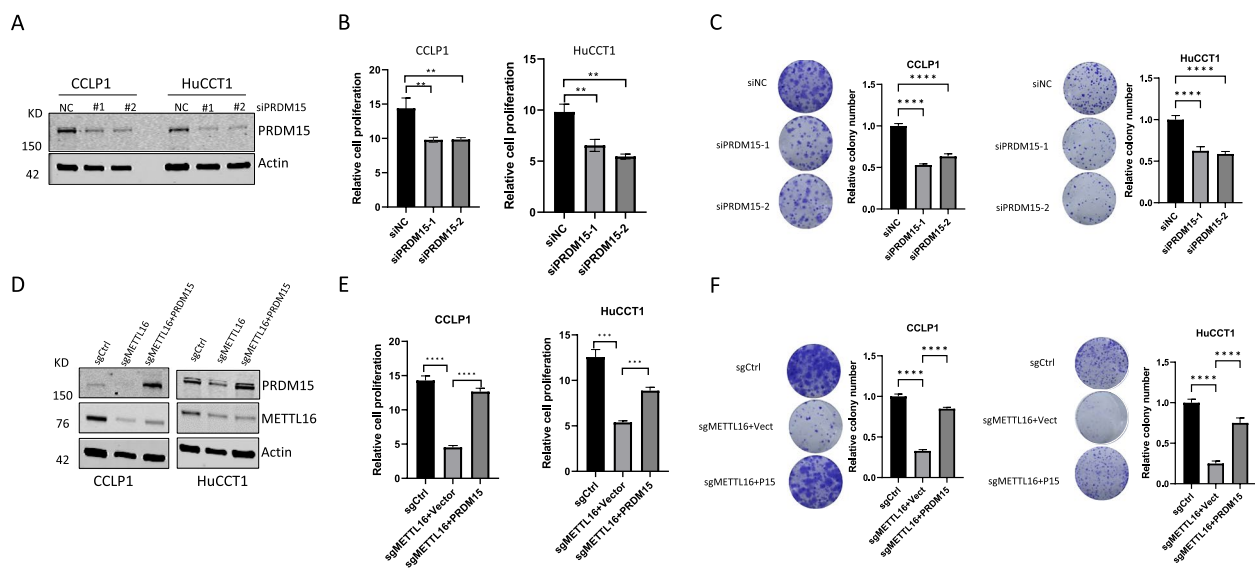 A
CCLP1 HuCCT1
NC #1 #2 NC #1 #2 siPRDM15
KD
PRDM15
150
Actin
42
B
CCLP1
Relative cell proliferation
20
15
10
5
0
** **
siNC
siPRDM15-1
siPRDM15-2
HuCCT1
Relative cell proliferation
15
10
5
0
** **
siNC
siPRDM15-1
siPRDM15-2
C
siNC
siPRDM15-1
siPRDM15-2
CCLP1
Relative colony number
1.5
1.0
0.5
0.0
**** ****
siNC
siPRDM15-1
siPRDM15-2
siNC
siPRDM15-1
siPRDM15-2
HuCCT1
Relative colony number
1.5
1.0
0.5
0.0
**** ****
siNC
siPRDM15-1
siPRDM15-2
D
sgCtrl sgMETTL16 sgMETTL16+PRDM15 sgCtrl sgMETTL16 sgMETTL16+PRDM15
KD
PRDM15
150
METTL16
76
Actin
42
CCLP1 HuCCT1
E
CCLP1
Relative cell proliferation
20
15
10
5
0
**** ****
sgCtrl
sgMETTL16+Vector
sgMETTL16+PRDM15
HuCCT1
Relative cell proliferation
15
10
5
0
*** ***
sgCtrl
sgMETTL16+Vector
sgMETTL16+PRDM15
F
sgCtrl
sgMETTL16+Vect
sgMETTL16+P15
CCLP1
Relative colony number
1.5
1.0
0.5
0.0
**** ****
sgCtrl
sgMETTL16+Vect
sgMETTL16+PRDM15
sgCtrl
sgMETTL16+Vect
sgMETTL16+P15
HuCCT1
Relative colony number
1.5
1.0
0.5
0.0
**** ****
sgCtrl
sgMETTL16+Vect
sgMETTL16+PRDM15